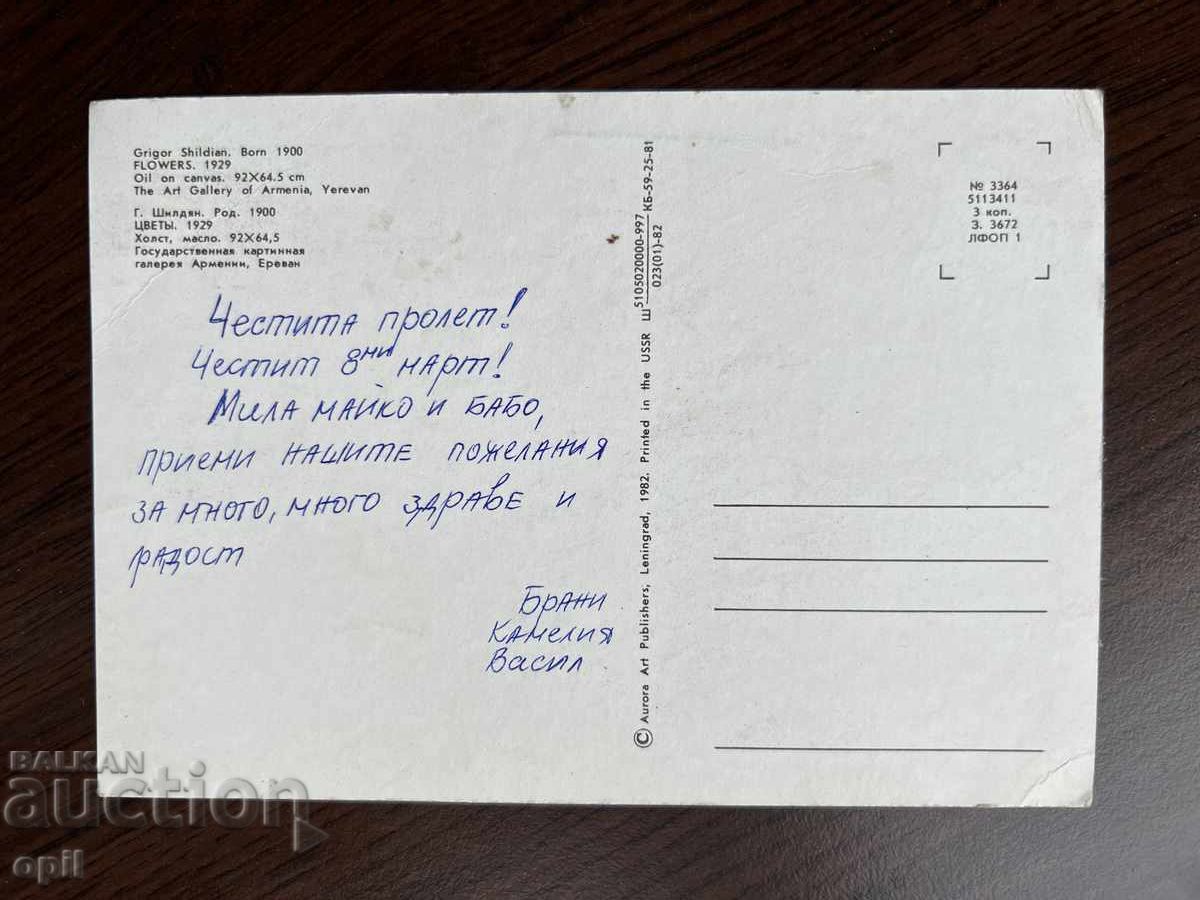 Grigor Shildian. Born 1900
FLOWERS. 1929
Oil on canvas. 92X64.5 cm
The Art Gallery of Armenia, Yerevan
Г. Шилдян. Род. 1900
ЦВЕТЫ. 1929
Холст, масло. 92X64,5
Государственная картинная
галерея Армении, Ереван
Честита пролет!
Честит 8ми март!
Мила майко и бабо,
приеми нашите пожелания
за много, много здраве и
радост
Камелия
Васил
© Aurora Art Publishers, Leningrad, 1982. Printed in the USSR Ш 5105020000-997 КБ-59-25-81
023(01)-82
№ 3364
5113411
3 коп.
З. 3672
ЛФОП 1
BALKAN
auction
opil